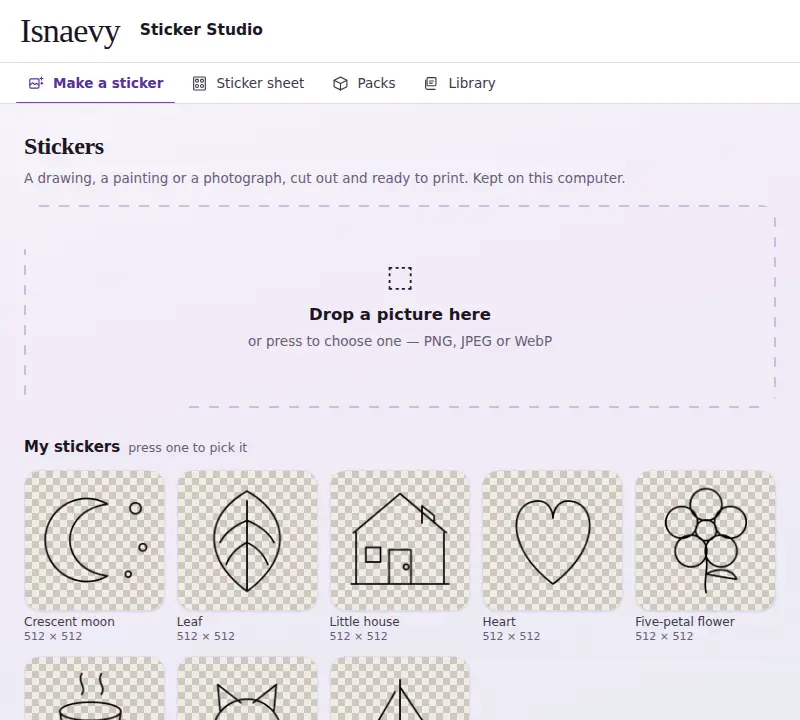 Isnaevy
Sticker Studio
Make a sticker
Sticker sheet
Packs
Library
Stickers
A drawing, a painting or a photograph, cut out and ready to print. Kept on this computer.
Drop a picture here
or press to choose one — PNG, JPEG or WebP
My stickers press one to pick it
Crescent moon
512 × 512
Leaf
512 × 512
Little house
512 × 512
Heart
512 × 512
Five-petal flower
512 × 512